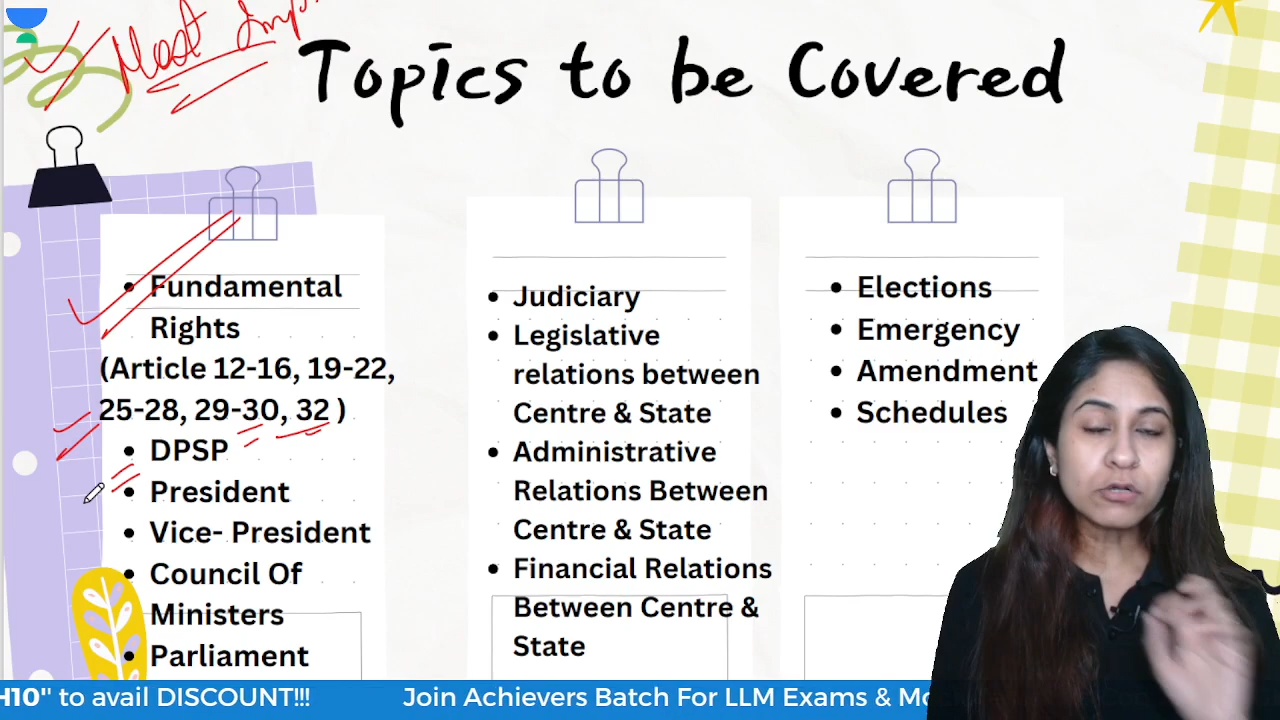 Most
Topics to be Covered
Fundamental
Rights
(Article 12-16, 19-22,
25-28, 29-30, 32 )
DPSP
President
Vice- President
Council Of
Ministers
Parliament
Judiciary
Legislative
relations between
Centre & State
Administrative
Relations Between
Centre & State
Financial Relations
Between Centre &
State
Elections
Emergency
Amendment
Schedules
H10" to avail DISCOUNT!!! Join Achievers Batch For LLM Exams &